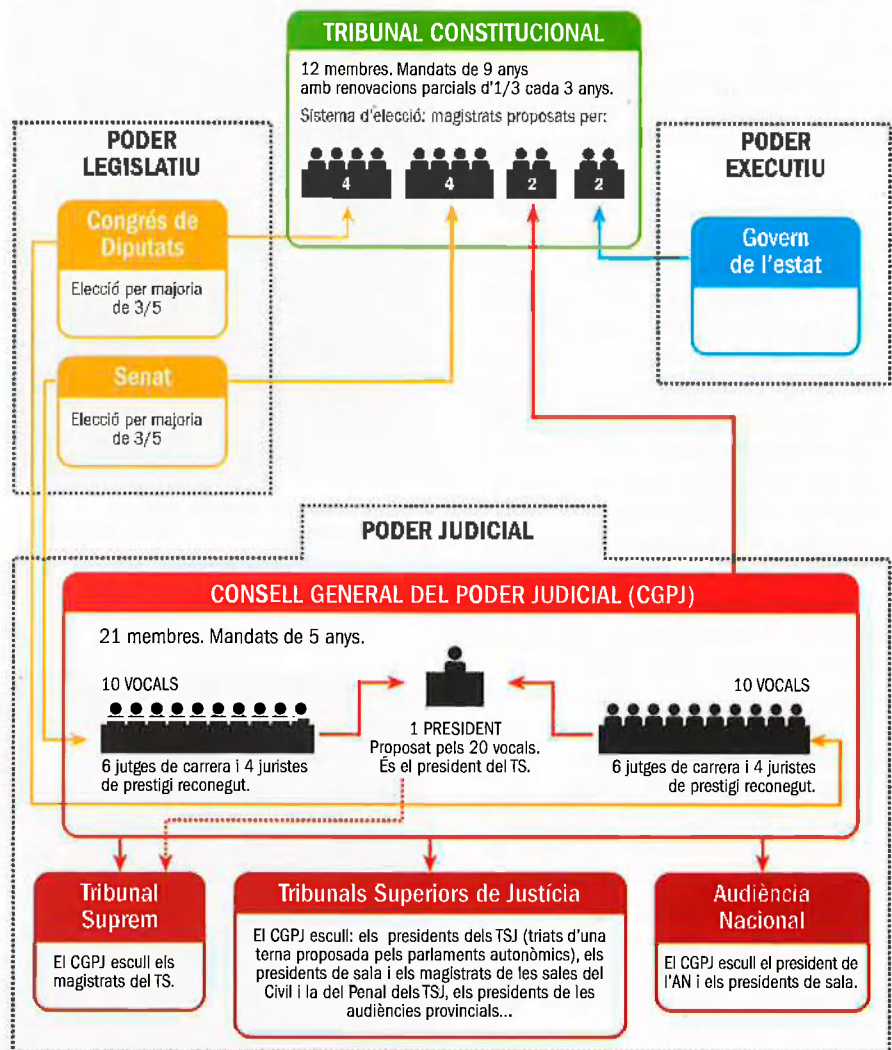 TRIBUNAL CONSTITUCIONAL
12 membres. Mandats de 9 anys
amb renovacions parcials d'1/3 cada 3 anys.
Sistema d'elecció: magistrats proposats per:
4
4
2
2
PODER
LEGISLATIU
Congrés de
Diputats
Elecció per majoria
de 3/5
Senat
Elecció per majoria
de 3/5
PODER
EXECUTIU
Govern
de l'estat
PODER JUDICIAL
CONSELL GENERAL DEL PODER JUDICIAL (CGPJ)
21 membres. Mandats de 5 anys.
10 VOCALS
6 jutges de carrera i 4 juristes
de prestigi reconegut.
1 PRESIDENT
Proposat pels 20 vocals.
És el president del TS.
10 VOCALS
6 jutges de carrera i 4 juristes
de prestigi reconegut.
Tribunal
Suprem
El CGPJ escull els
magistrats del TS.
Tribunals Superiors de Justícia
El CGPJ escull: els presidents dels TSJ (triats d'una
terna proposada pels parlaments autonòmics), els
presidents de sala i els magistrats de les sales del
Civil i la del Penal dels TSJ, els presidents de les
audiències provincials...
Audiència
Nacional
El CGPJ escull el president de
l'AN i els presidents de sala.